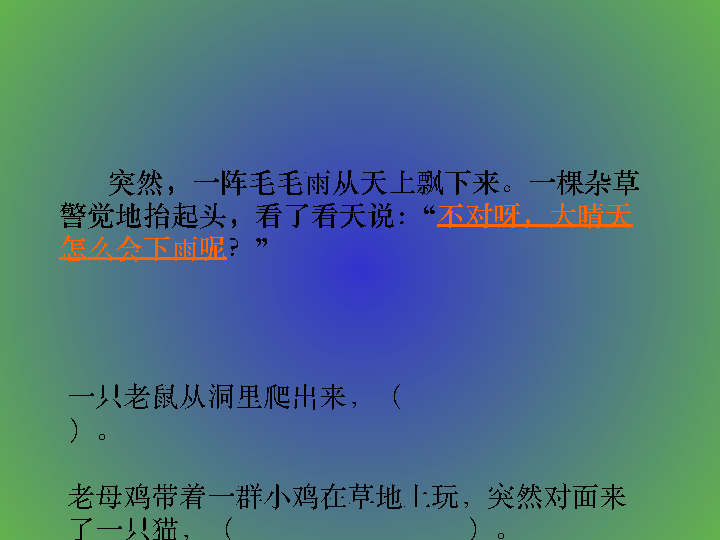 突然，一阵毛毛雨从天上飘下来。一棵杂草
警觉地抬起头，看了看天说：“不对呀，大晴天
怎么会下雨呢？”
一只老鼠从洞里爬出来，（
）。
老母鸡带着一群小鸡在草地上玩，突然对面来
了一只猫，（ ）。